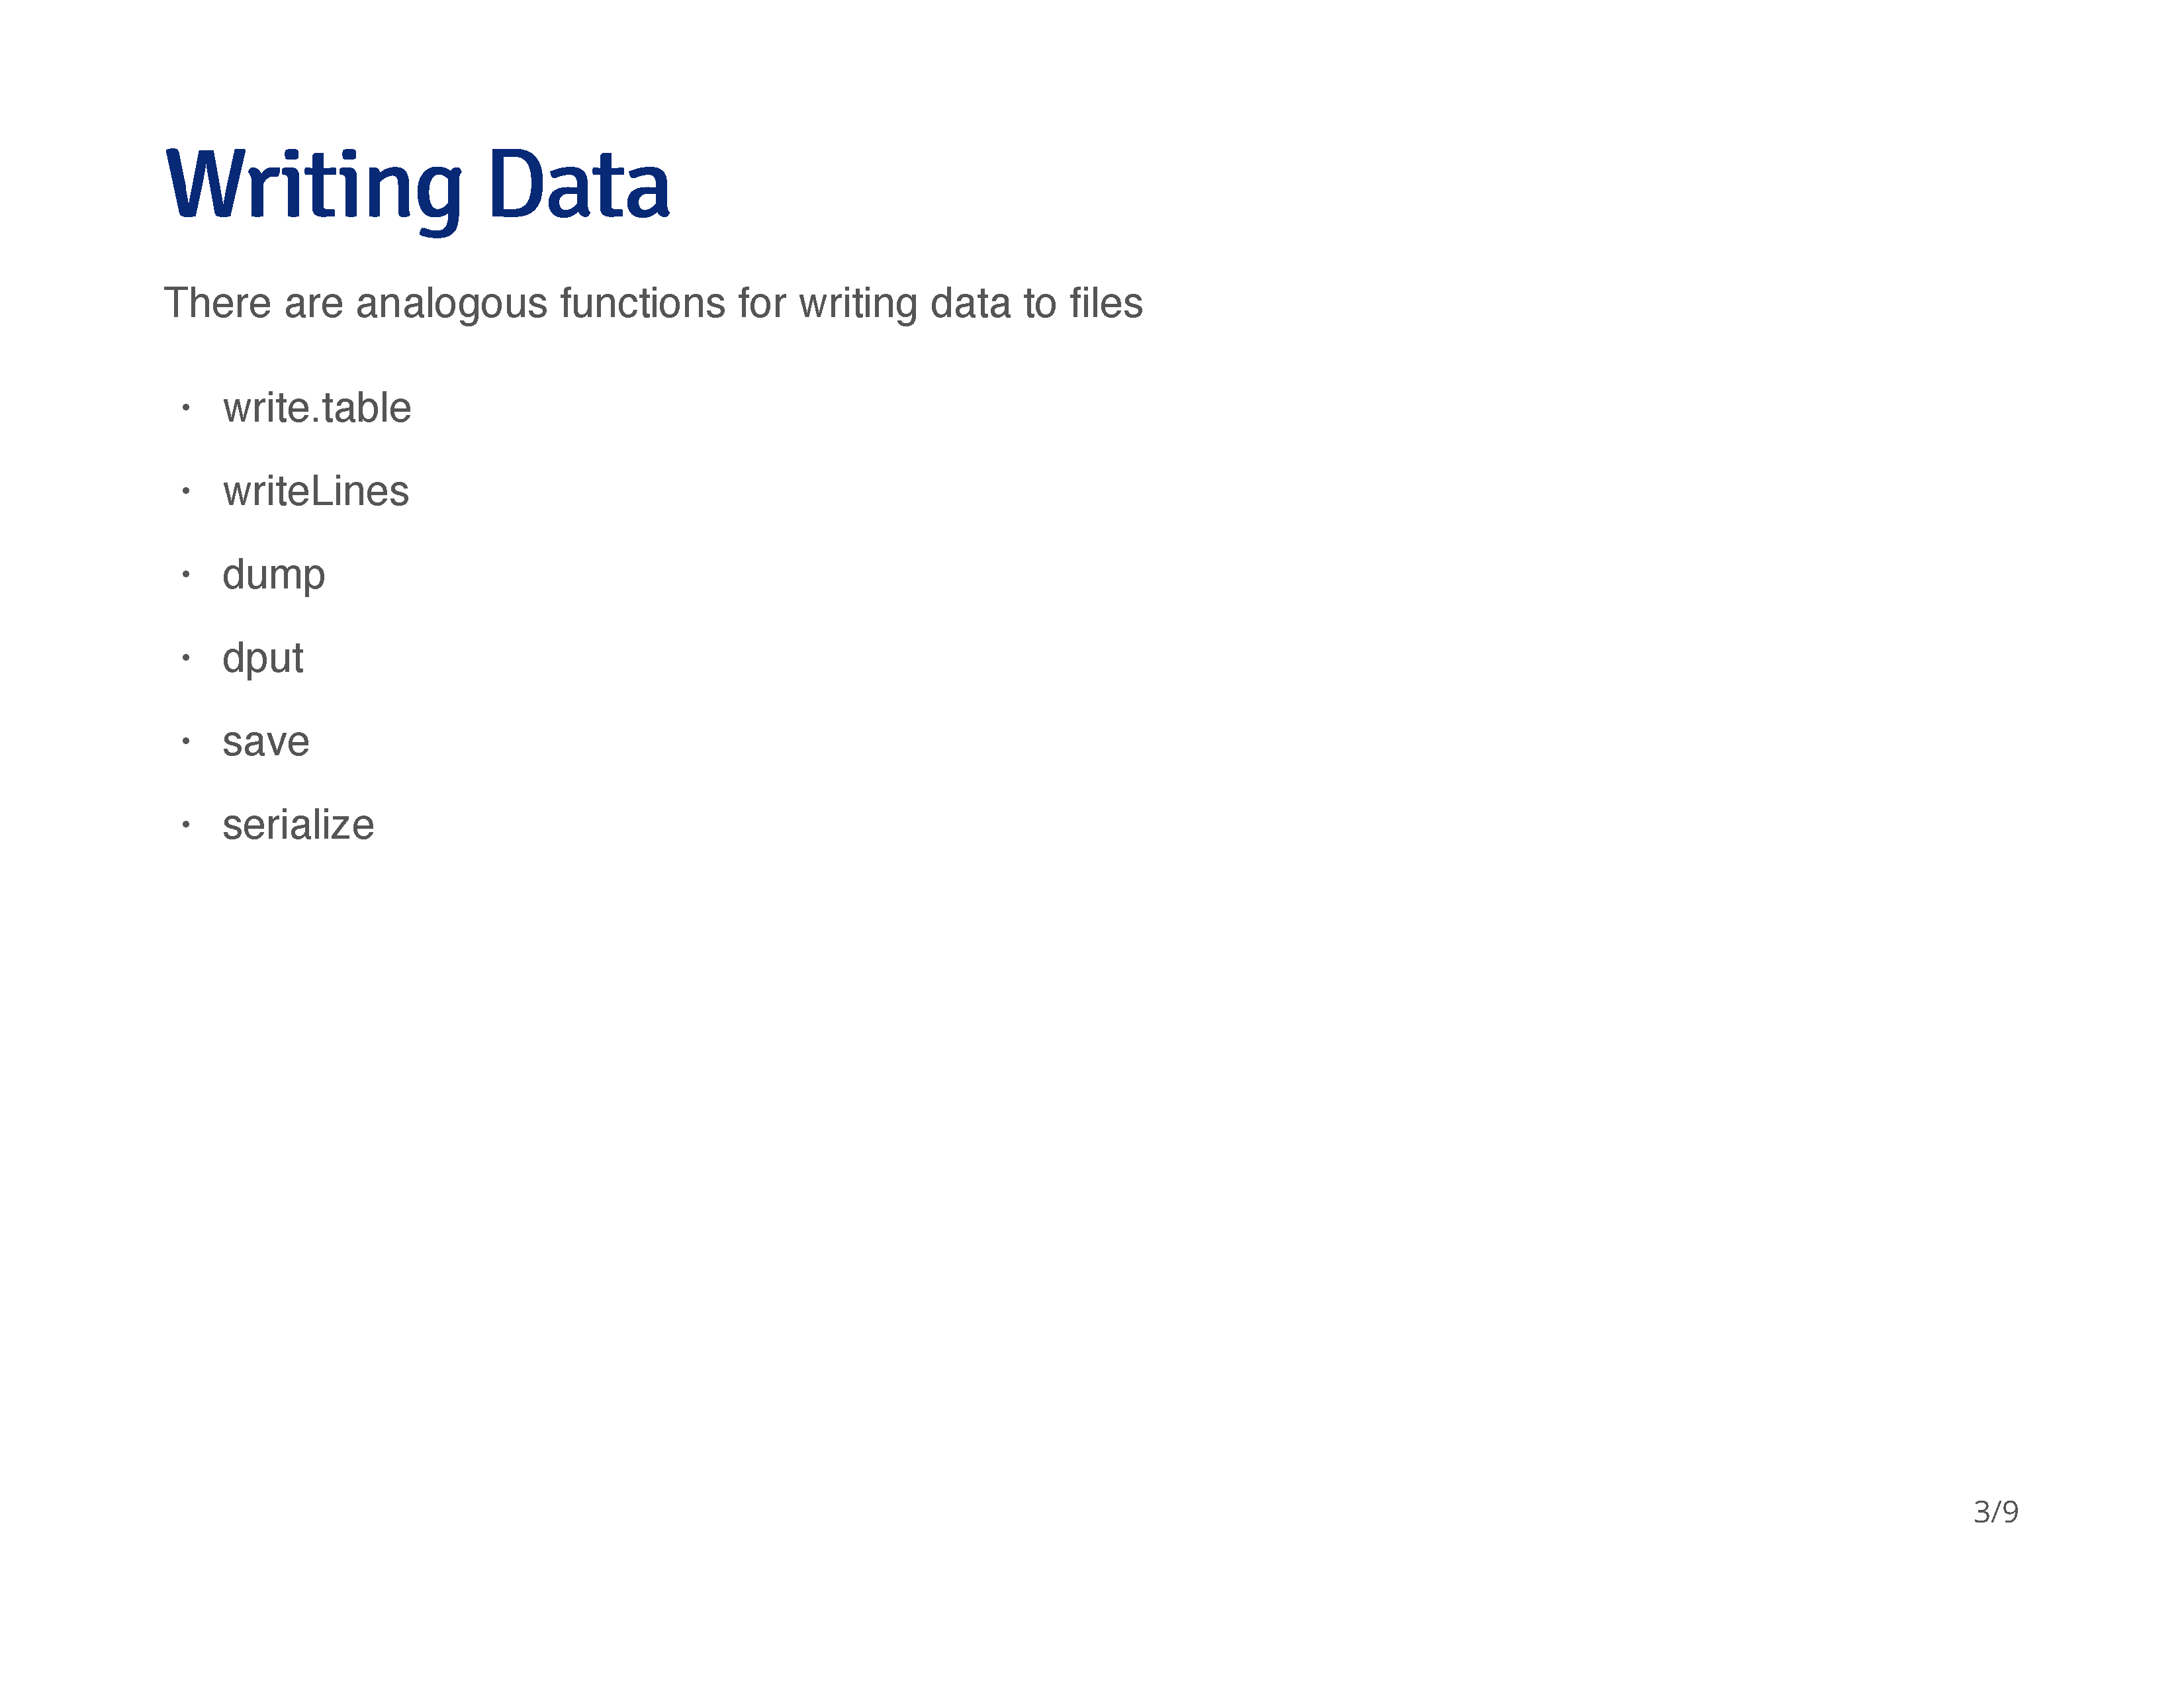 Writing Data
There are analogous functions for writing data to files
· write.table
· writeLines
· dump
· dput
· save
· serialize
3/9